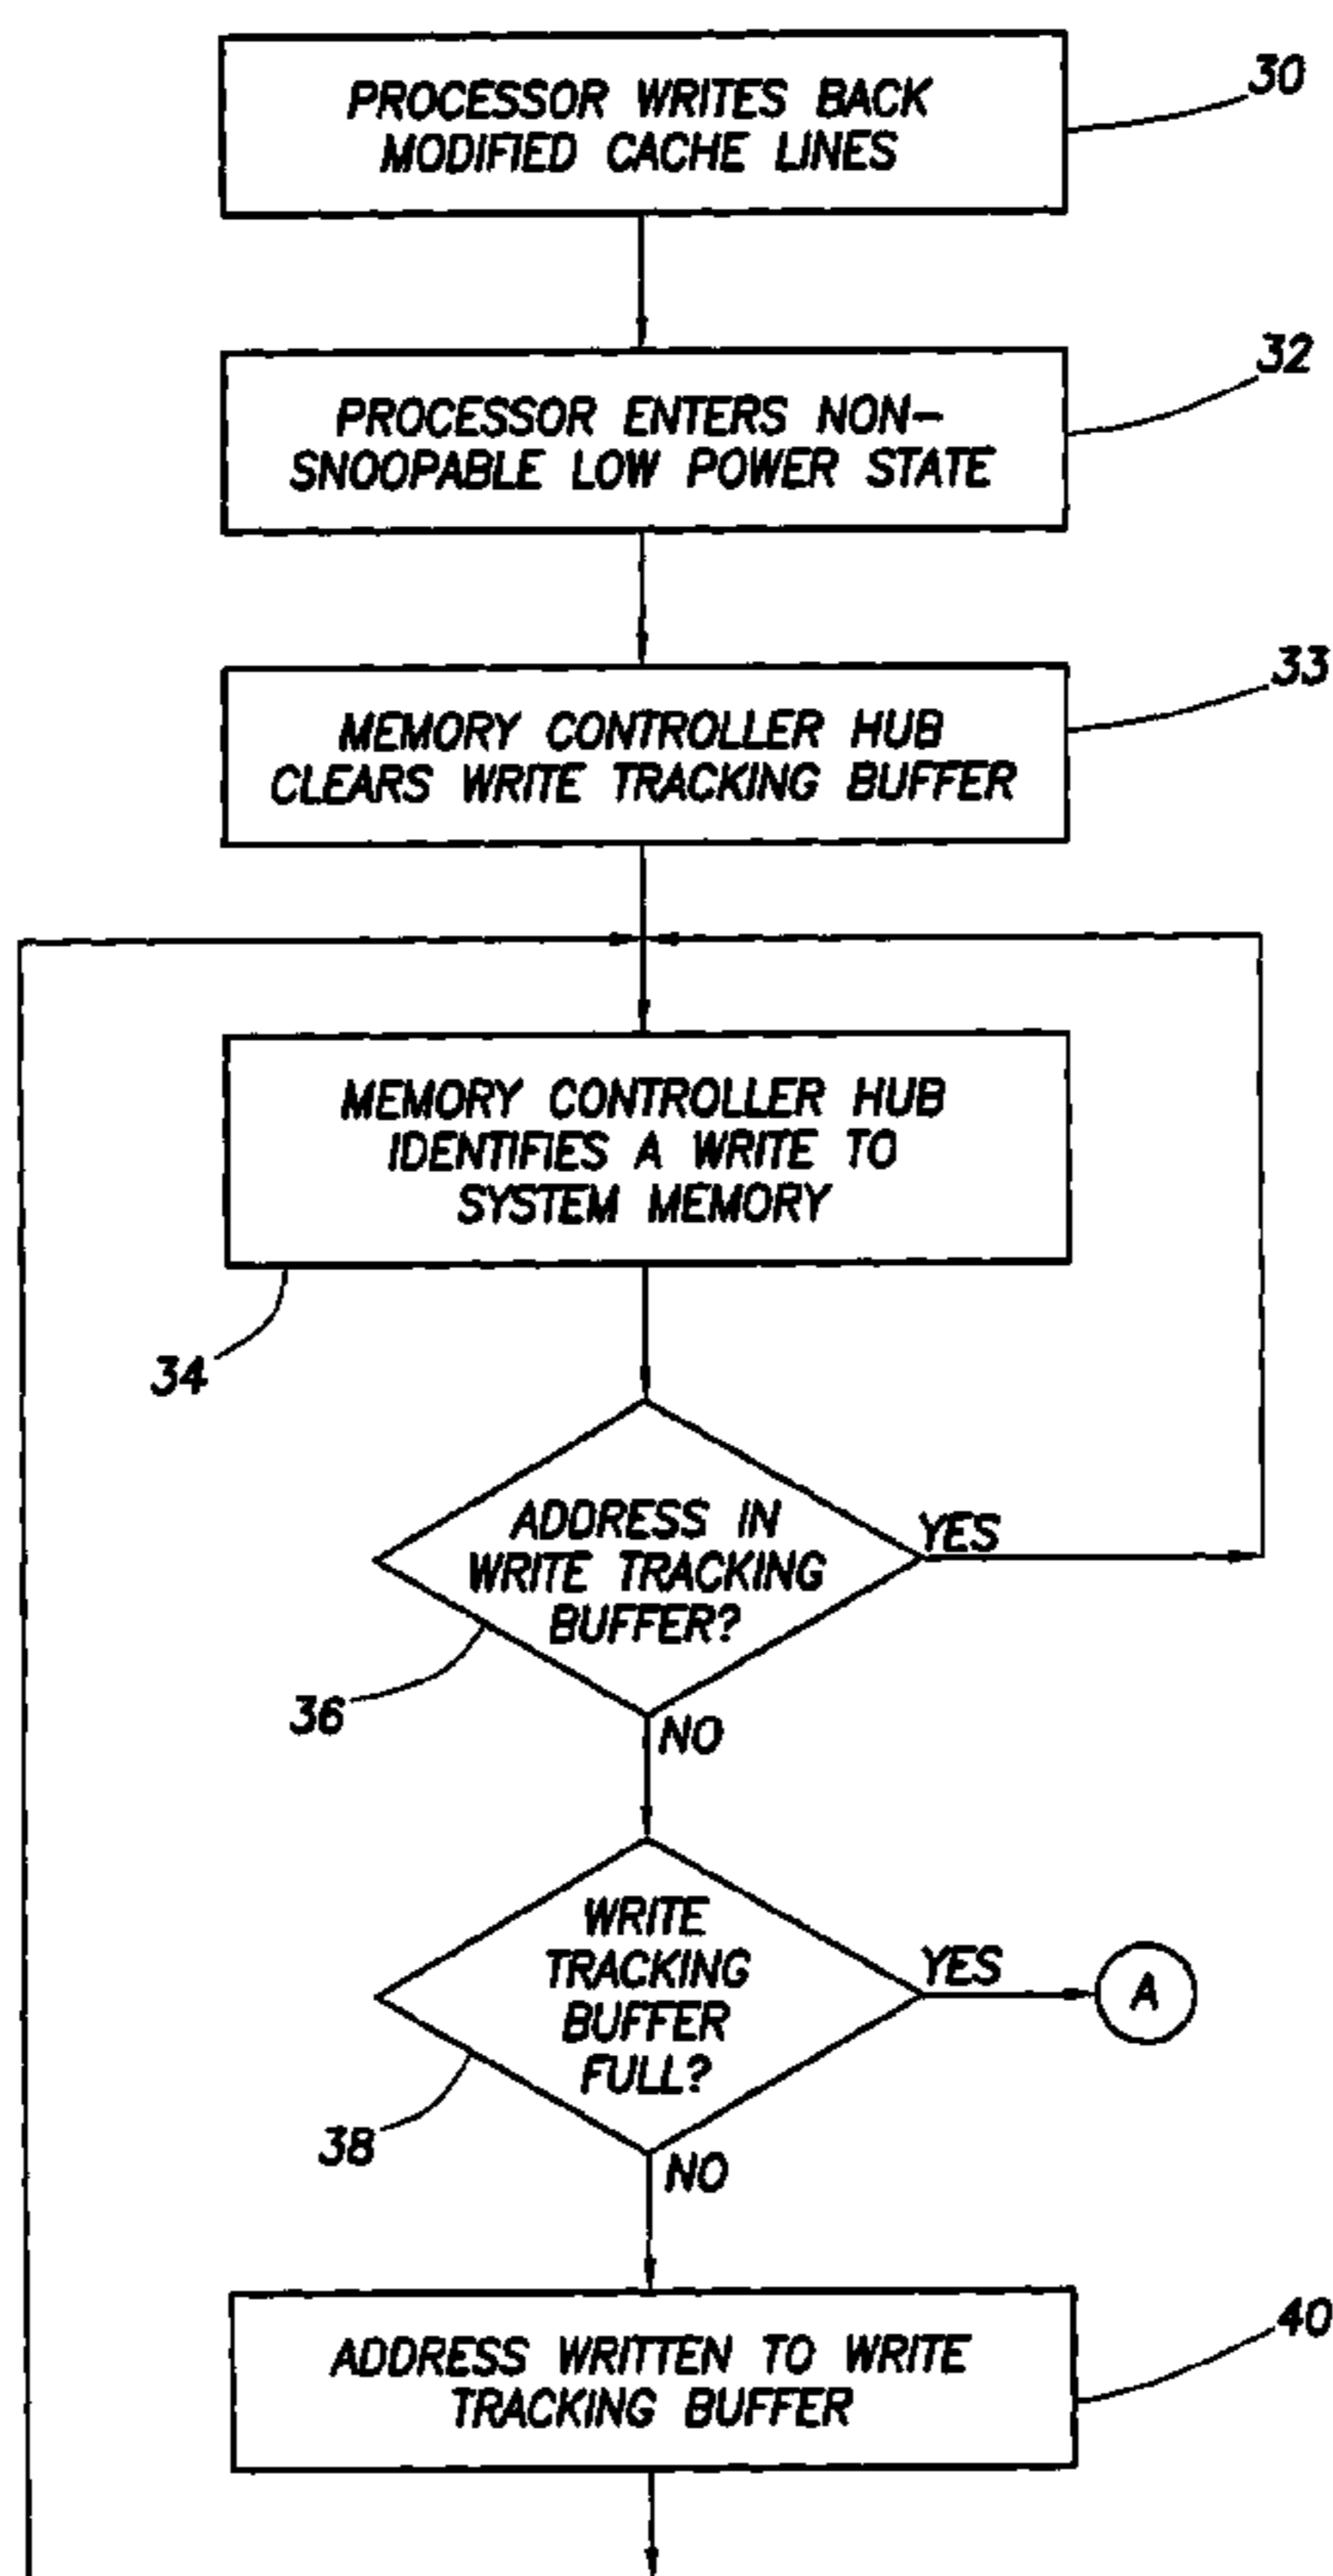 PROCESSOR WRITES BACK
MODIFIED CACHE LINES
30
PROCESSOR ENTERS NON-
SNOOPABLE LOW POWER STATE
32
MEMORY CONTROLLER HUB
CLEARS WRITE TRACKING BUFFER
33
MEMORY CONTROLLER HUB
IDENTIFIES A WRITE TO
SYSTEM MEMORY
34
ADDRESS IN
WRITE TRACKING
BUFFER?
YES
36
NO
WRITE
TRACKING
BUFFER
FULL?
YES
A
38
NO
ADDRESS WRITTEN TO WRITE
TRACKING BUFFER
40